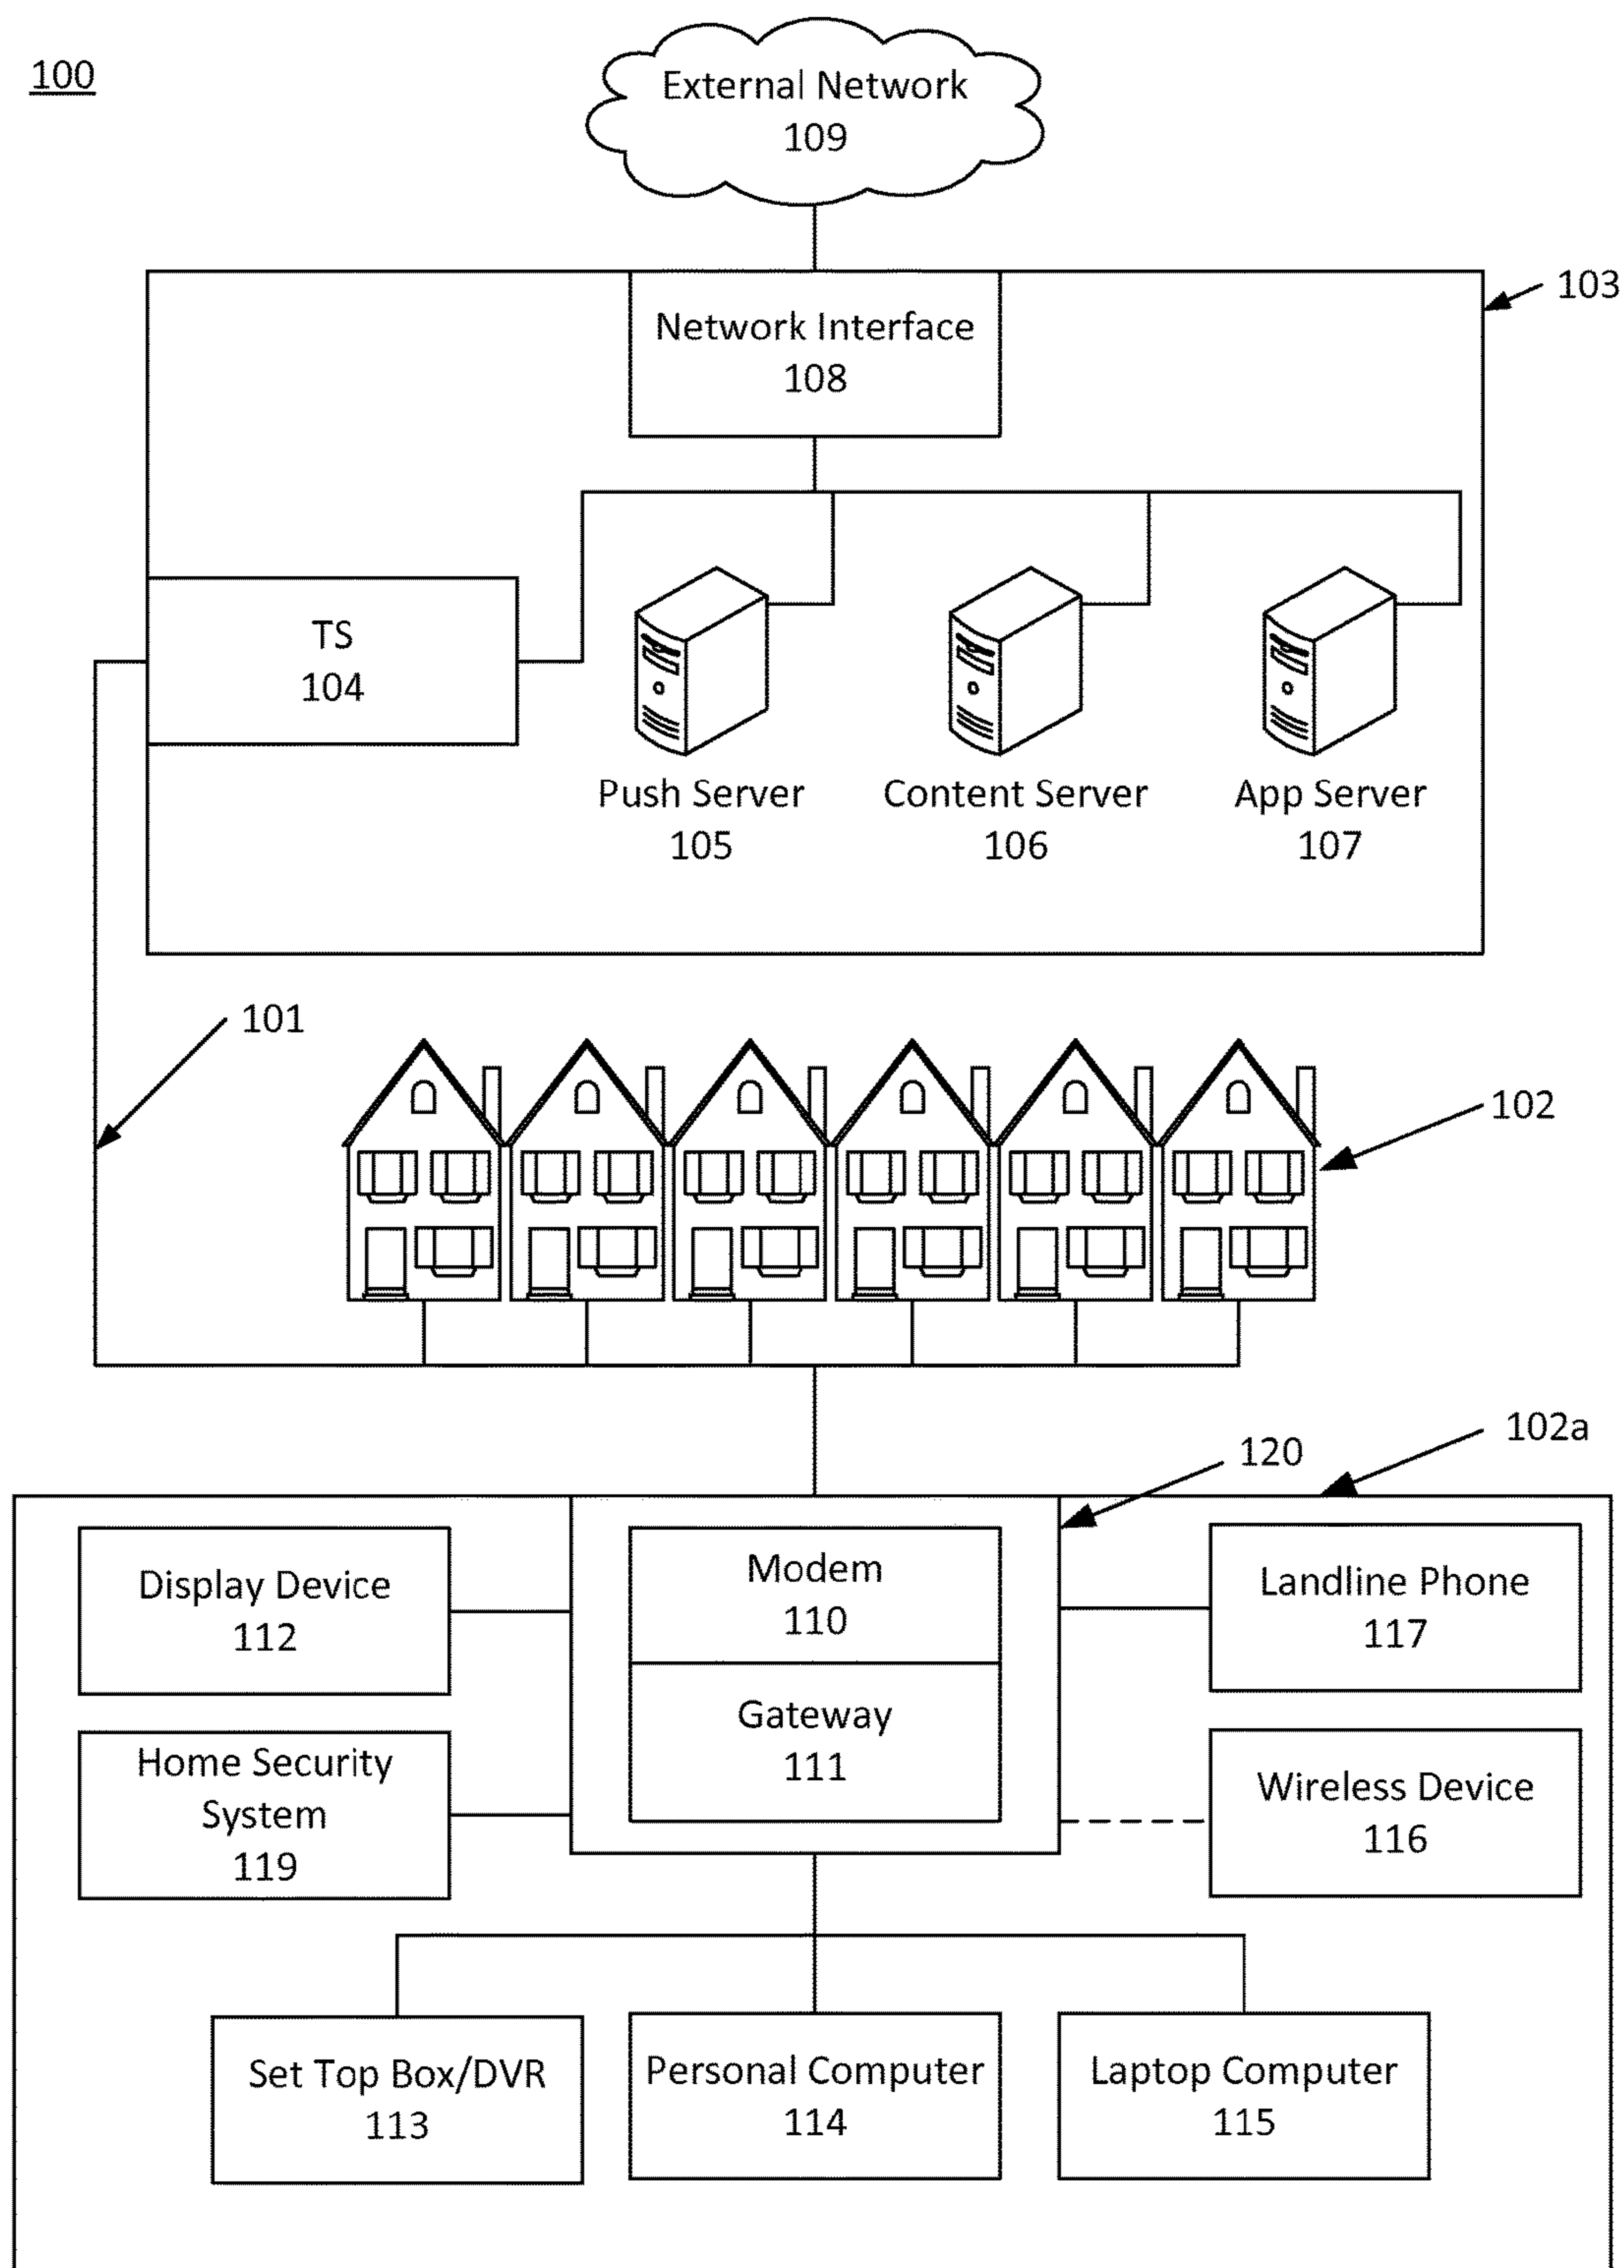 100
External Network
109
103
Network Interface
108
TS
104
Push Server
105
Content Server
106
App Server
107
101
102
102a
120
Display Device
112
Modem
110
Landline Phone
117
Gateway
111
Home Security
System
119
Wireless Device
116
Set Top Box/DVR
113
Personal Computer
114
Laptop Computer
115